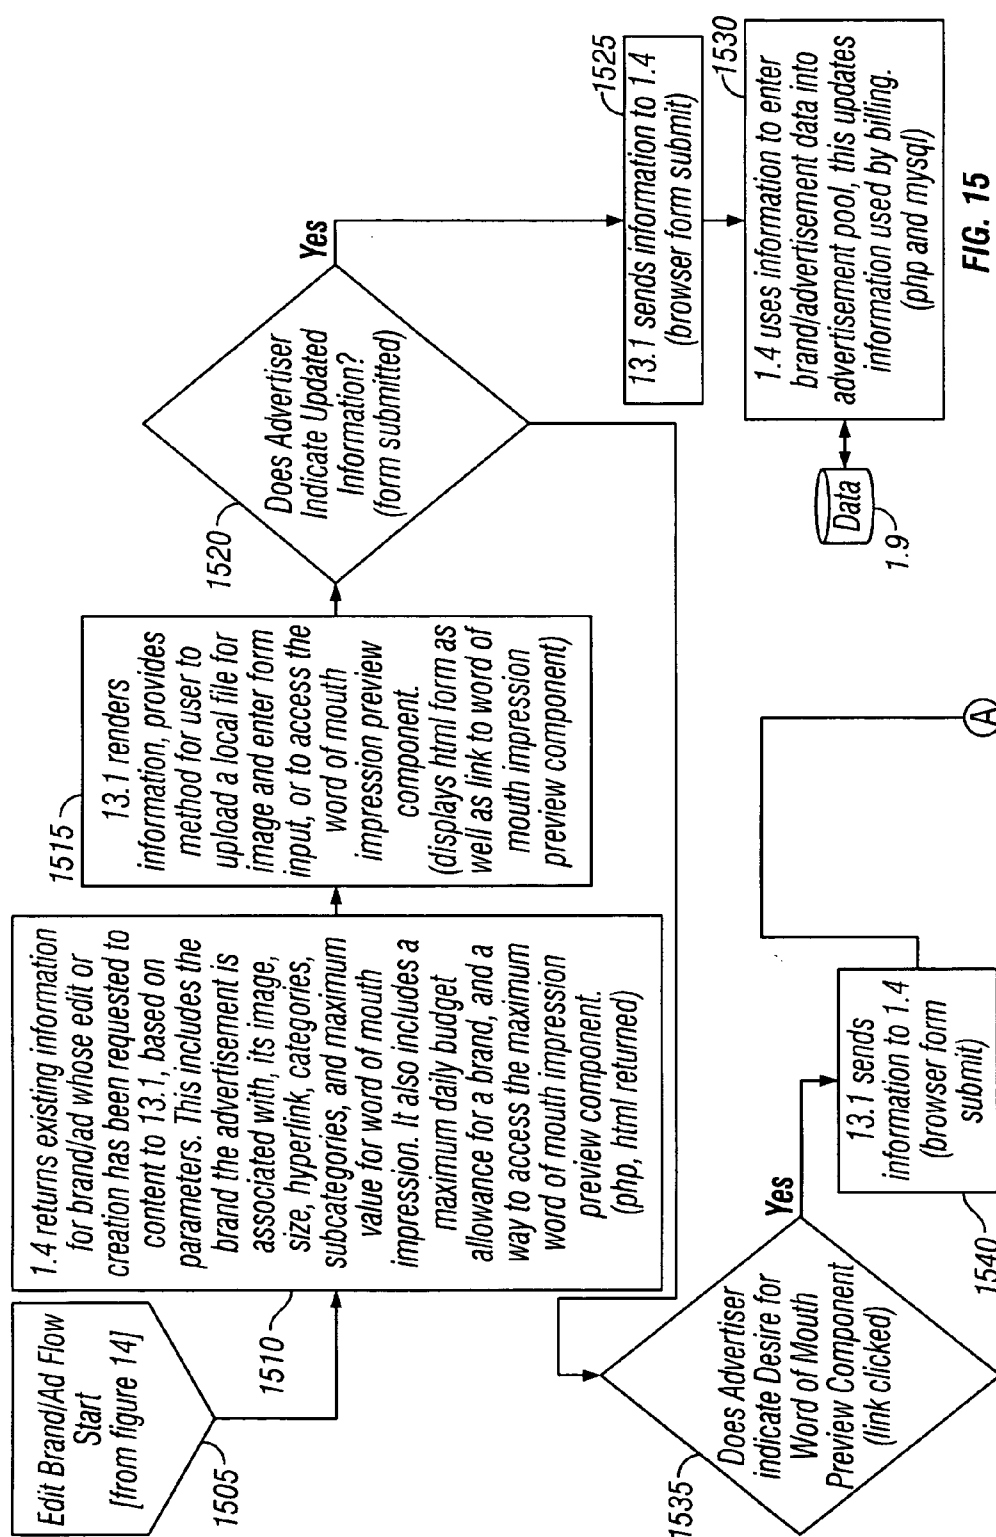 Edit Brand/Ad Flow
Start
[from figure 14]
1505
1.4 returns existing information
for brand/ad whose edit or
creation has been requested to
content to 13.1, based on
parameters. This includes the
brand the advertisement is
associated with, its image,
size, hyperlink, categories,
subcategories, and maximum
value for word of mouth
impression. It also includes a
maximum daily budget
allowance for a brand, and a
way to access the maximum
word of mouth impression
preview component.
(php, html returned)
1510
1515
13.1 renders
information, provides
method for user to
upload a local file for
image and enter form
input, or to access the
word of mouth
impression preview
component.
(displays html form as
well as link to word of
mouth impression
preview component)
1520
Does Advertiser
Indicate Updated
Information?
(form submitted)
Yes
1525
13.1 sends information to 1.4
(browser form submit)
1530
1.4 uses information to enter
brand/advertisement data into
advertisement pool, this updates
information used by billing.
(php and mysql)
Data
1.9
1535
Does Advertiser
indicate Desire for
Word of Mouth
Preview Component
(link clicked)
Yes
13.1 sends
information to 1.4
(browser form
submit)
1540
A
FIG. 15